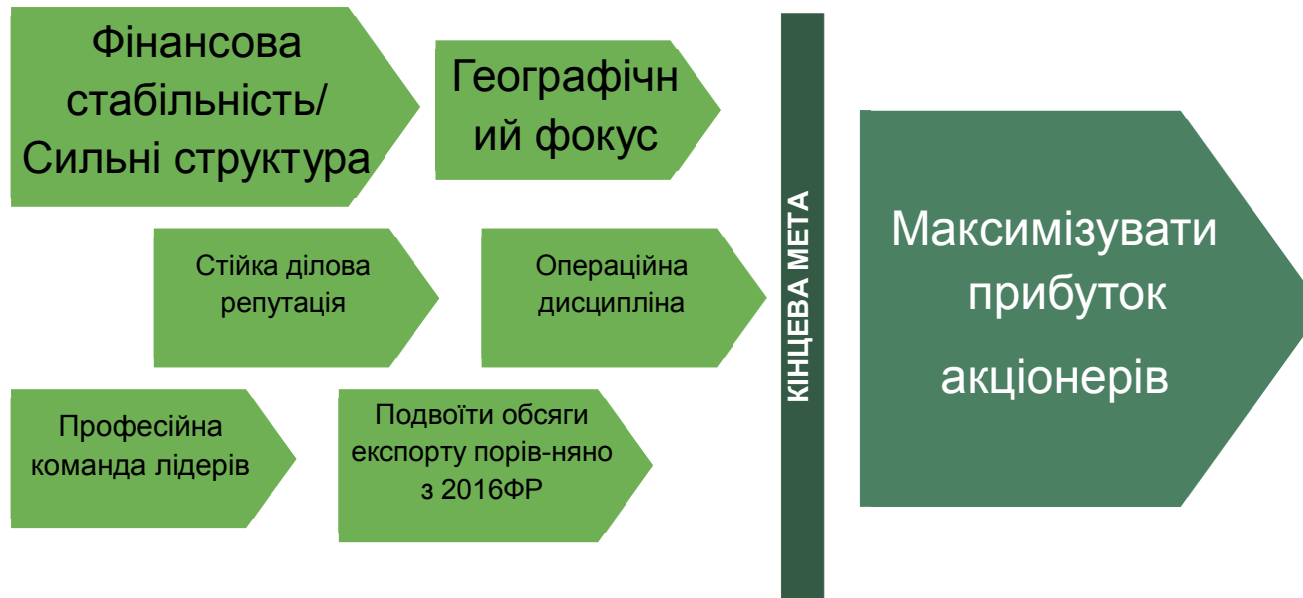 Фінансова
стабільність/
Сильні структура
Географічн
ий фокус
Стійка ділова
репутація
Операційна
дисципліна
Професійна
команда лідерів
Подвоїти обсяги
експорту порів-няно
з 2016ФР
КІНЦЕВА МЕТА
Максимізувати
прибуток
акціонерів